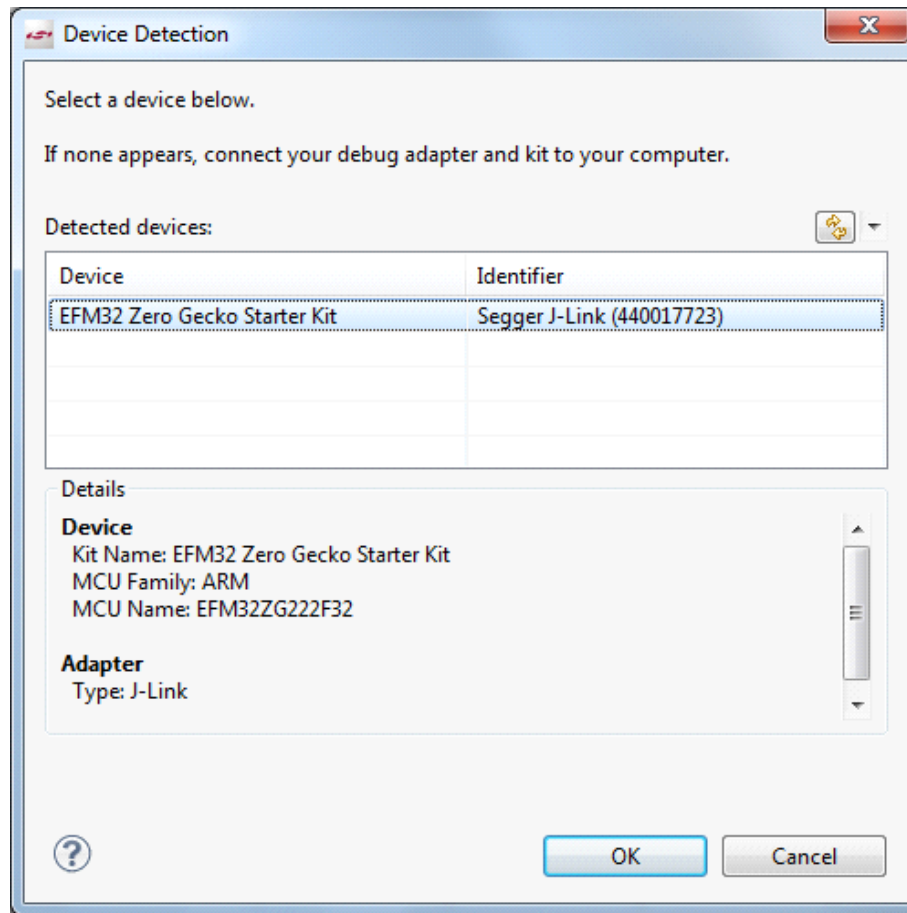 Device Detection
Select a device below.
If none appears, connect your debug adapter and kit to your computer.
Detected devices:
Device Identifier
EFM32 Zero Gecko Starter Kit Segger J-Link (440017723)
Details
Device
Kit Name: EFM32 Zero Gecko Starter Kit
MCU Family: ARM
MCU Name: EFM32ZG222F32
Adapter
Type: J-Link
?
OK Cancel